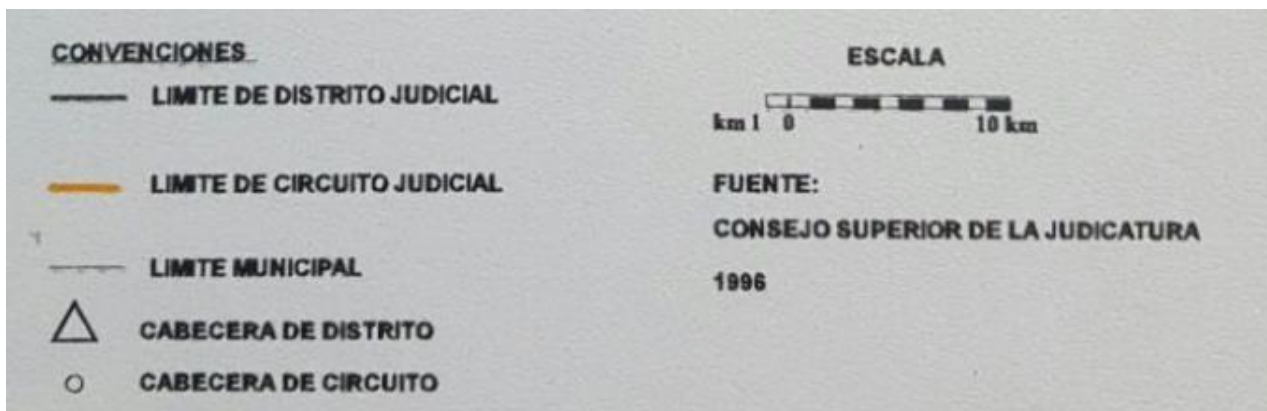 CONVENCIONES
LIMITE DE DISTRITO JUDICIAL
LIMITE DE CIRCUITO JUDICIAL
LIMITE MUNICIPAL
CABECERA DE DISTRITO
CABECERA DE CIRCUITO
ESCALA
km 1 0 10 km
FUENTE:
CONSEJO SUPERIOR DE LA JUDICATURA
1996